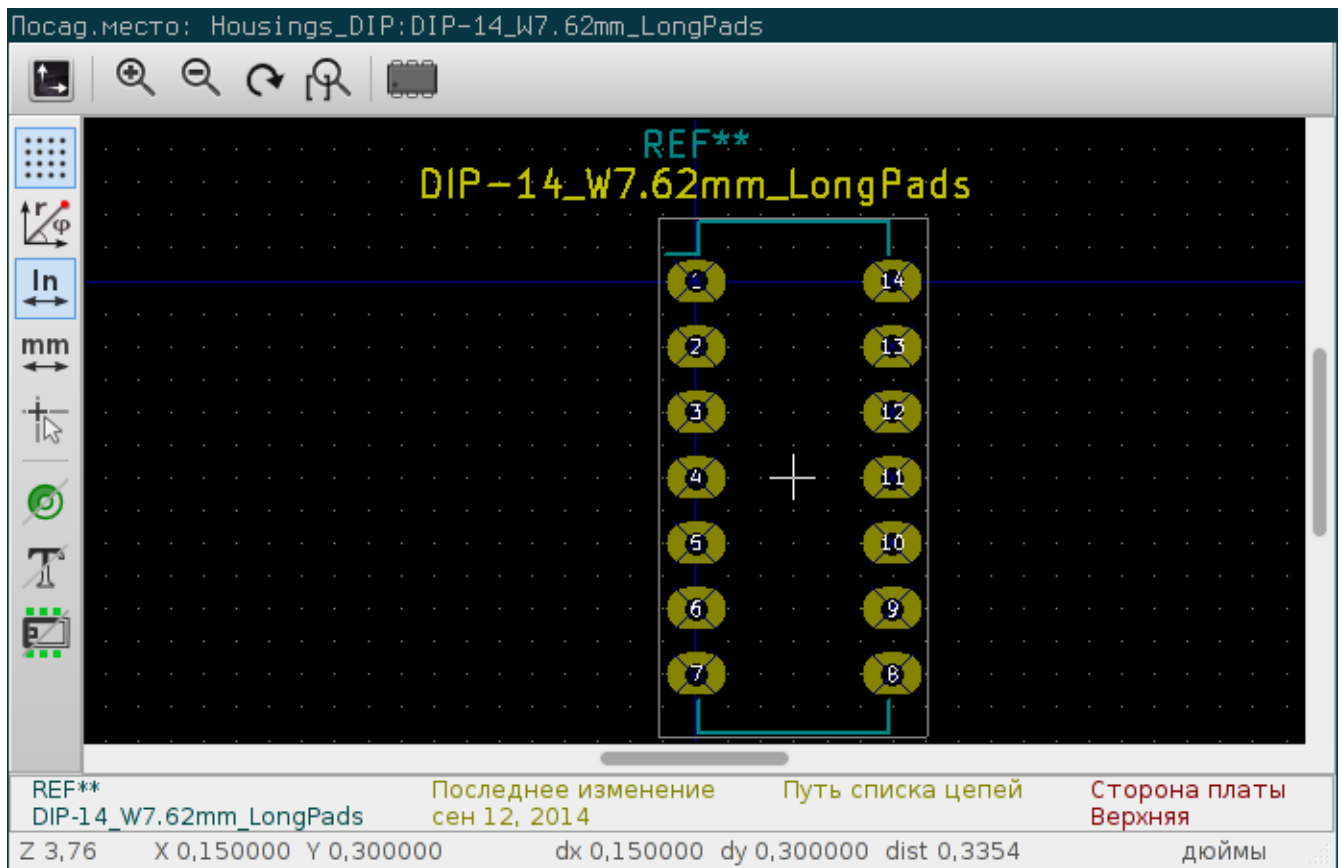 Посад.место: Housings_DIP:DIP-14_W7.62mm_LongPads
REF**
DIP-14_W7.62mm_LongPads
r
φ
In
mm
1 14
2 13
3 12
4 11
5 10
6 9
7 8
REF** Последнее изменение Путь списка цепей Сторона платы
DIP-14_W7.62mm_LongPads сен 12, 2014 Верхняя
Z 3,76 X 0,150000 Y 0,300000 dx 0,150000 dy 0,300000 dist 0,3354 дюймы